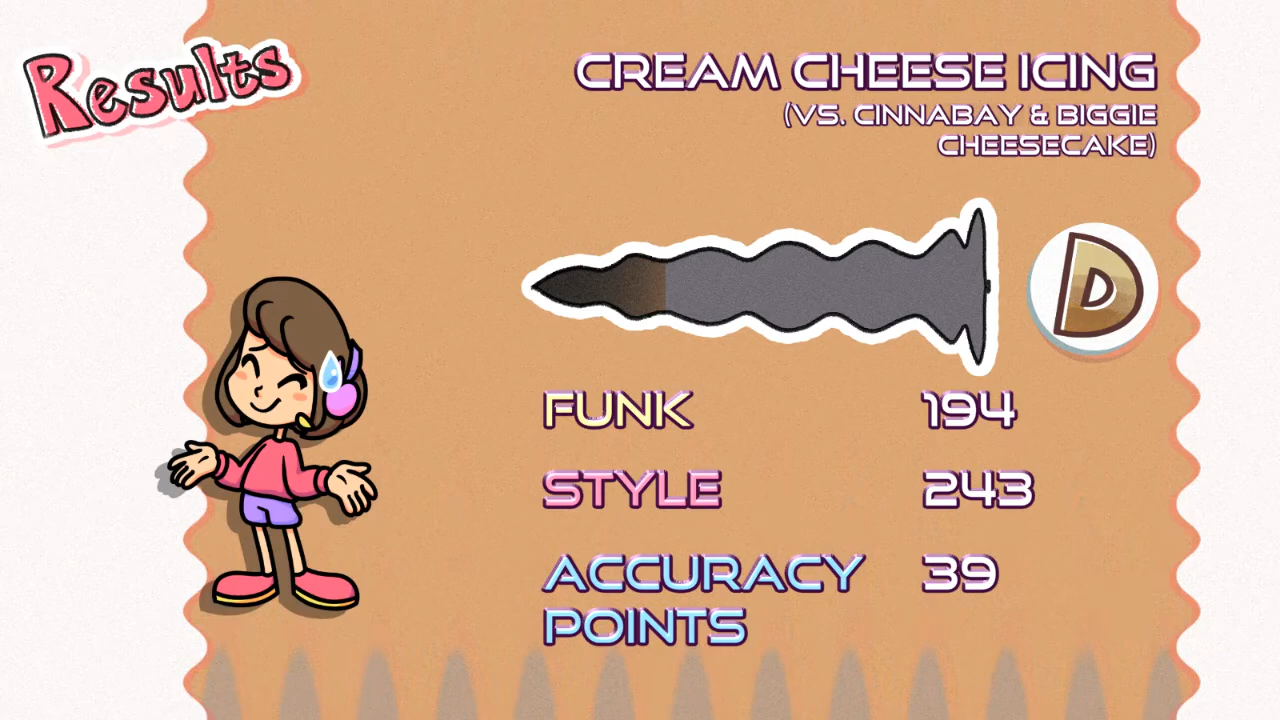 Results
CREAM CHEESE ICING
(VS. CINNABAY & BIGGIE
CHEESECAKE)
D
FUNK 194
STYLE 243
ACCURACY 39
POINTS